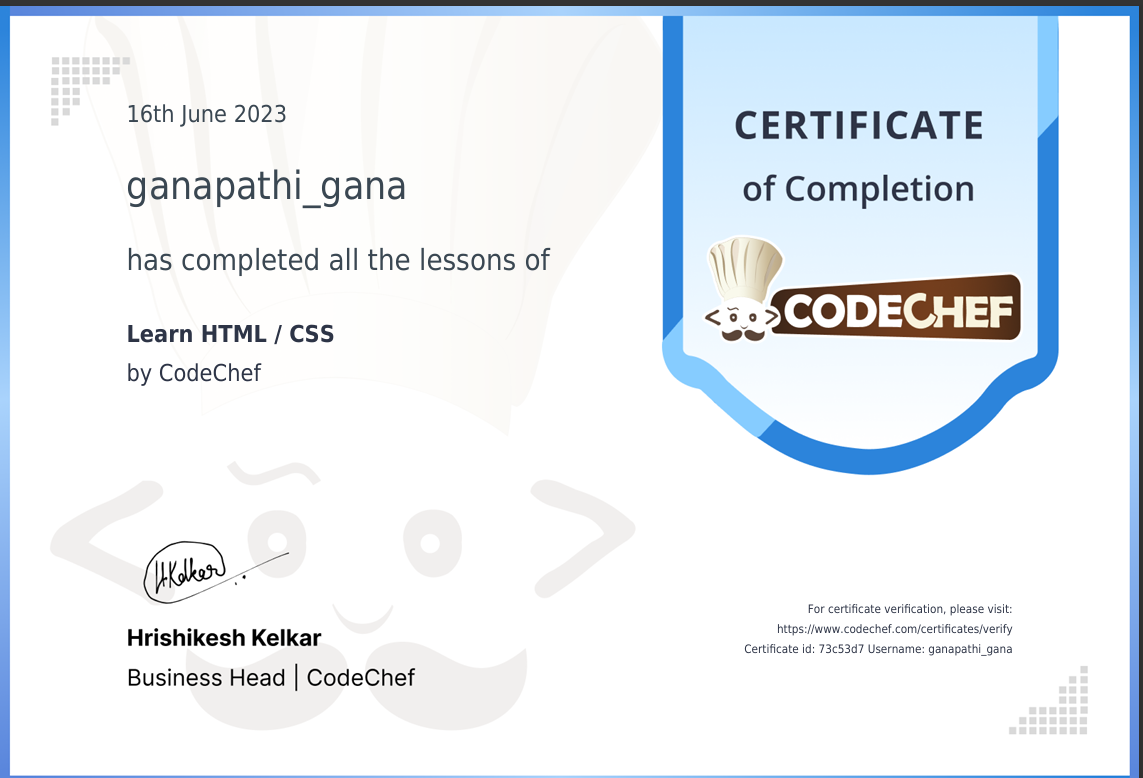 16th June 2023
ganapathi_gana
has completed all the lessons of
Learn HTML / CSS
by CodeChef
CERTIFICATE
of Completion
CODECHEF
H.Kelkar
Hrishikesh Kelkar
Business Head | CodeChef
For certificate verification, please visit:
https://www.codechef.com/certificates/verify
Certificate id: 73c53d7 Username: ganapathi_gana